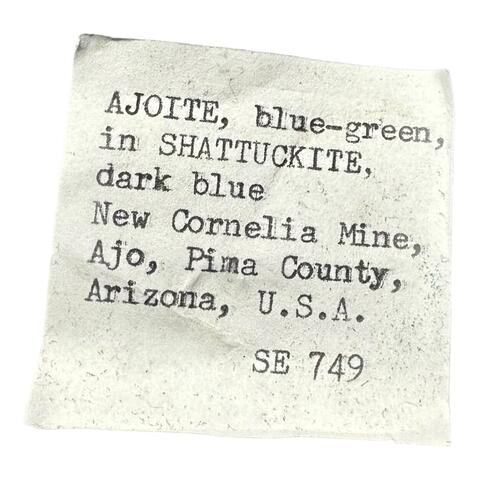 AJOITE, blue-green,
in SHATTUCKITE,
dark blue
New Cornelia Mine,
Ajo, Pima County,
Arizona, U.S.A.
SE 749